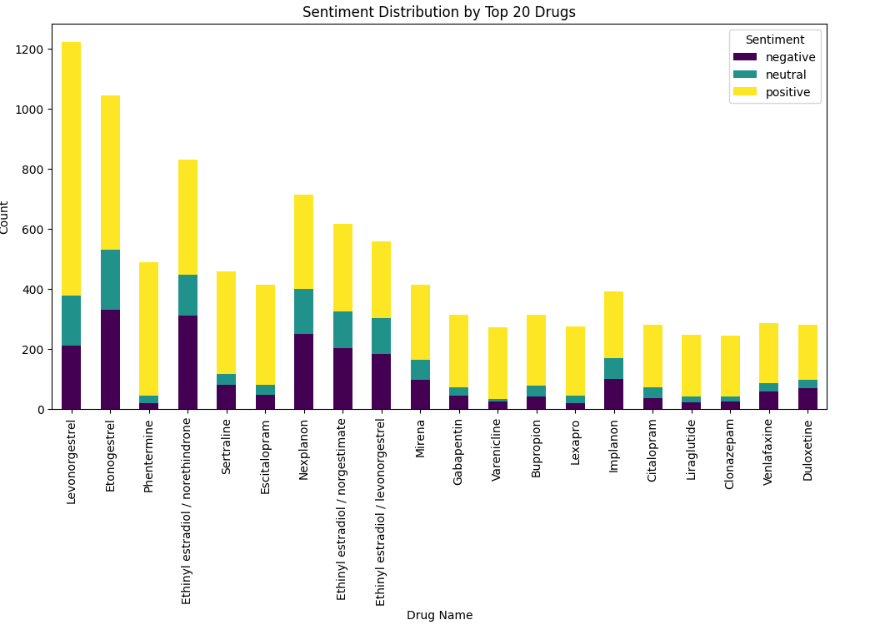 Sentiment Distribution by Top 20 Drugs
Sentiment
negative
neutral
positive
1200
1000
800
600
400
200
0
Count
Levonorgestrel
Etonogestrel
Phentermine
Ethinyl estradiol / norethindrone
Sertraline
Escitalopram
Nexplanon
Ethinyl estradiol / norgestimate
Ethinyl estradiol / levonorgestrel
Mirena
Gabapentin
Varenicline
Bupropion
Lexapro
Implanon
Citalopram
Liraglutide
Clonazepam
Venlafaxine
Duloxetine
Drug Name